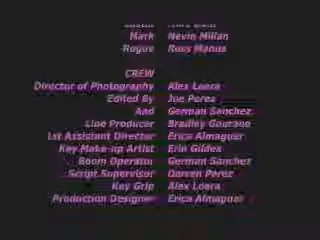 Mark Nevin Millan
Rogue Ross Manus
CREW
Director of Photography Alex Loera
Edited By Joe Perez
And German Sanchez
Line Producer Bradley
1st Assistant Director Erica Almaguer
Key Make-up Artist Erin Gildea
Boom Operator German Sanchez
Script Supervisor Darren Perez
Key Grip Alex Loera
Production Designer Erica Almaguer